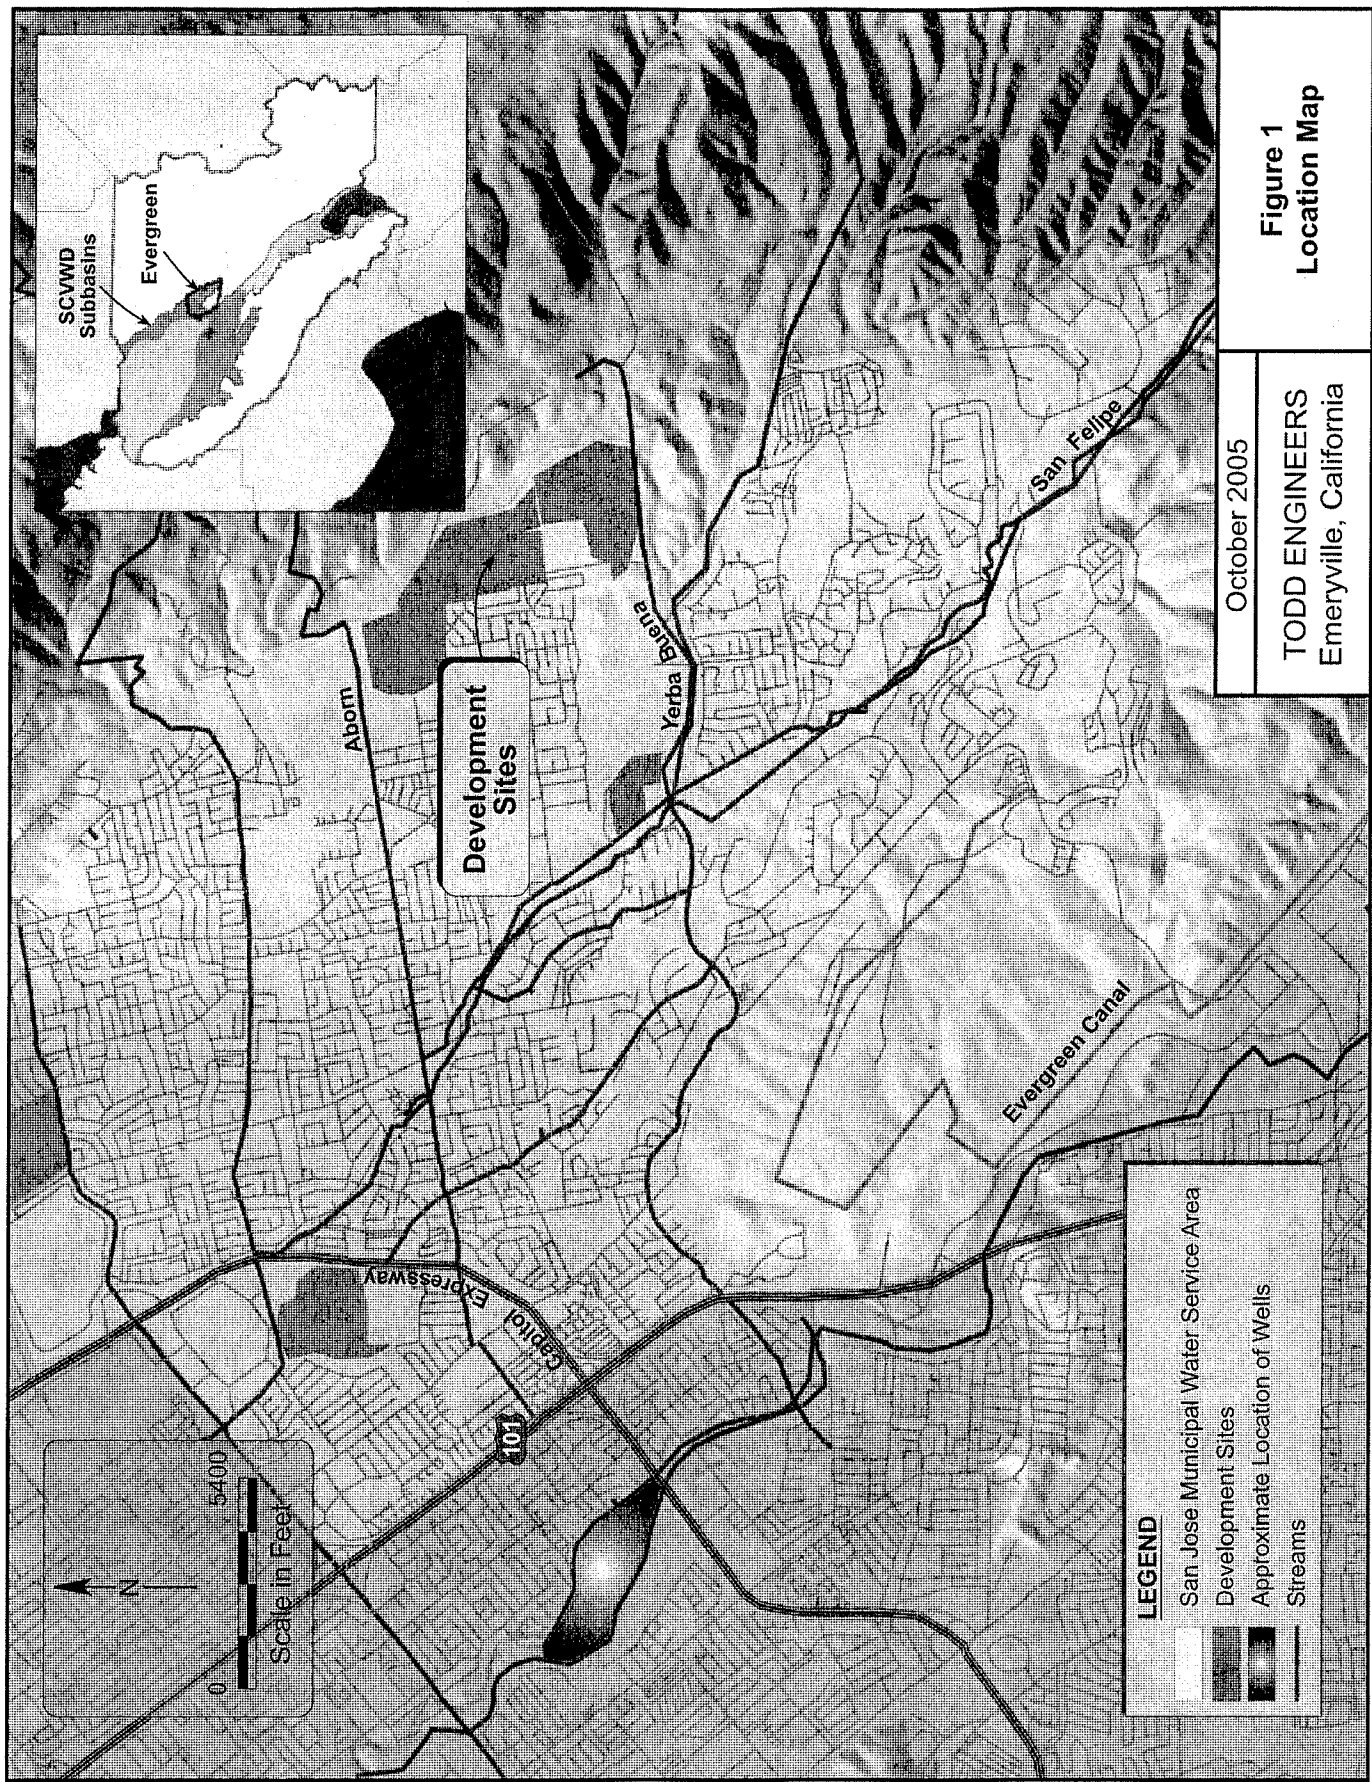 SCVWD
Subbasins
Evergreen
Aborn
Development
Sites
Yerba Buena
San Felipe
Capitol
Expressway
101
Evergreen Canal
N
0
5400
Scale in Feet
LEGEND
San Jose Municipal Water Service Area
Development Sites
Approximate Location of Wells
Streams
October 2005
TODD ENGINEERS
Emeryville, California
Figure 1
Location Map